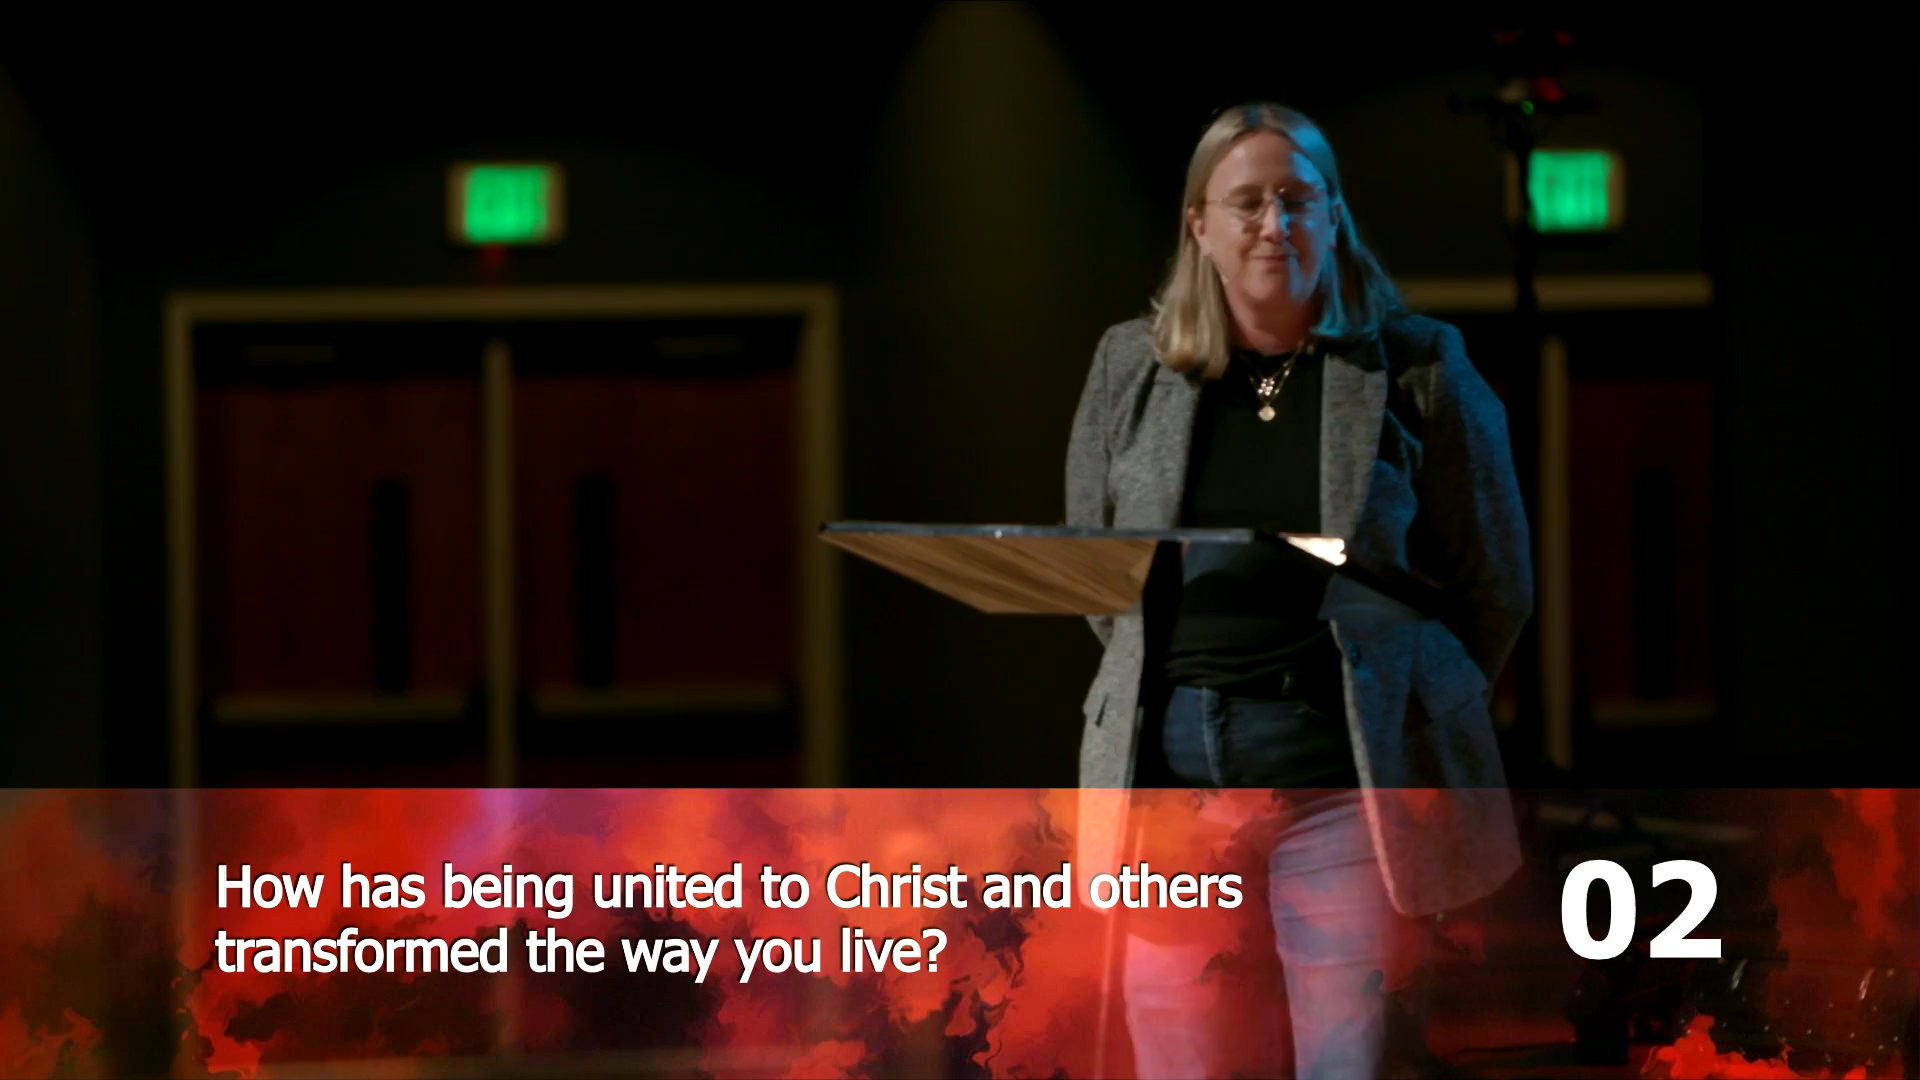 How has being united to Christ and others
transformed the way you live?
02